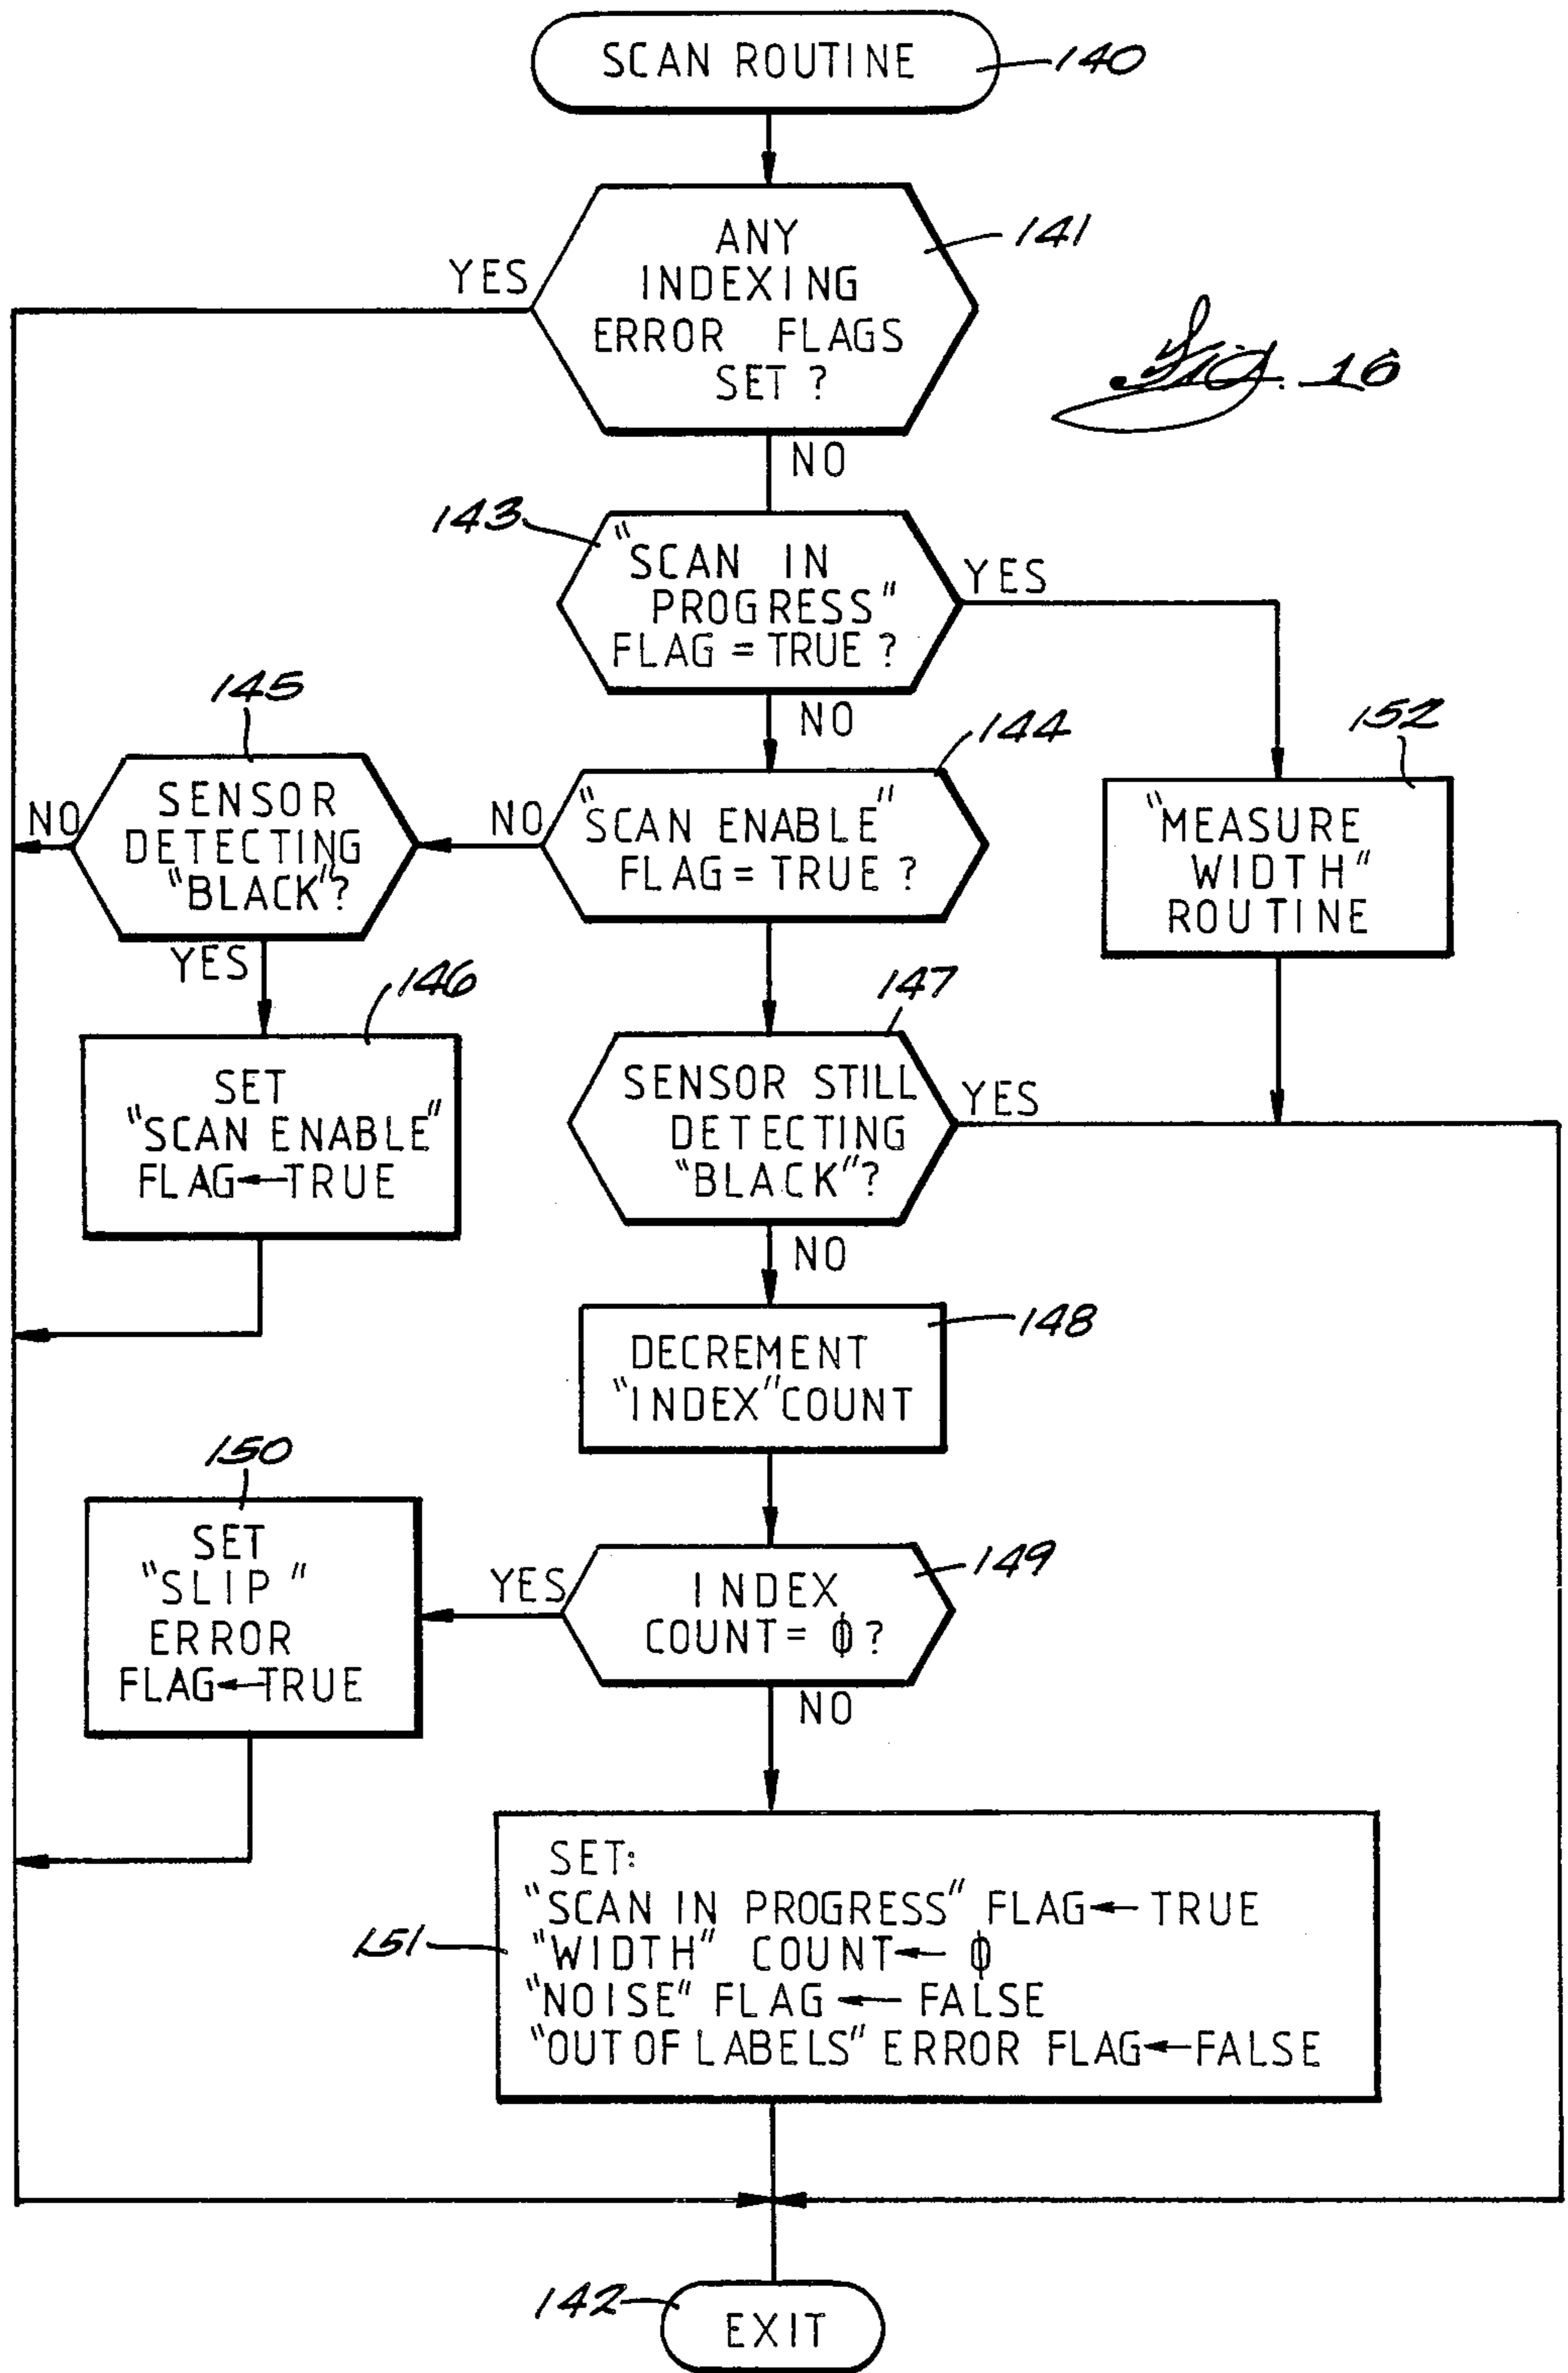 SCAN ROUTINE
140
ANY
INDEXING
ERROR FLAGS
SET ?
141
YES
Fig. 16
NO
143
"SCAN IN
PROGRESS"
FLAG = TRUE ?
YES
NO
145
144
152
SENSOR
DETECTING
"BLACK"?
NO
NO
"SCAN ENABLE"
FLAG = TRUE ?
"MEASURE
WIDTH"
ROUTINE
YES
146
147
SET
"SCAN ENABLE"
FLAG←TRUE
SENSOR STILL
DETECTING
"BLACK"?
YES
NO
148
DECREMENT
"INDEX" COUNT
150
149
SET
"SLIP"
ERROR
FLAG←TRUE
YES
INDEX
COUNT = ϕ ?
NO
151
SET:
"SCAN IN PROGRESS" FLAG← TRUE
"WIDTH" COUNT← ϕ
"NOISE" FLAG ← FALSE
"OUT OF LABELS" ERROR FLAG←FALSE
142
EXIT